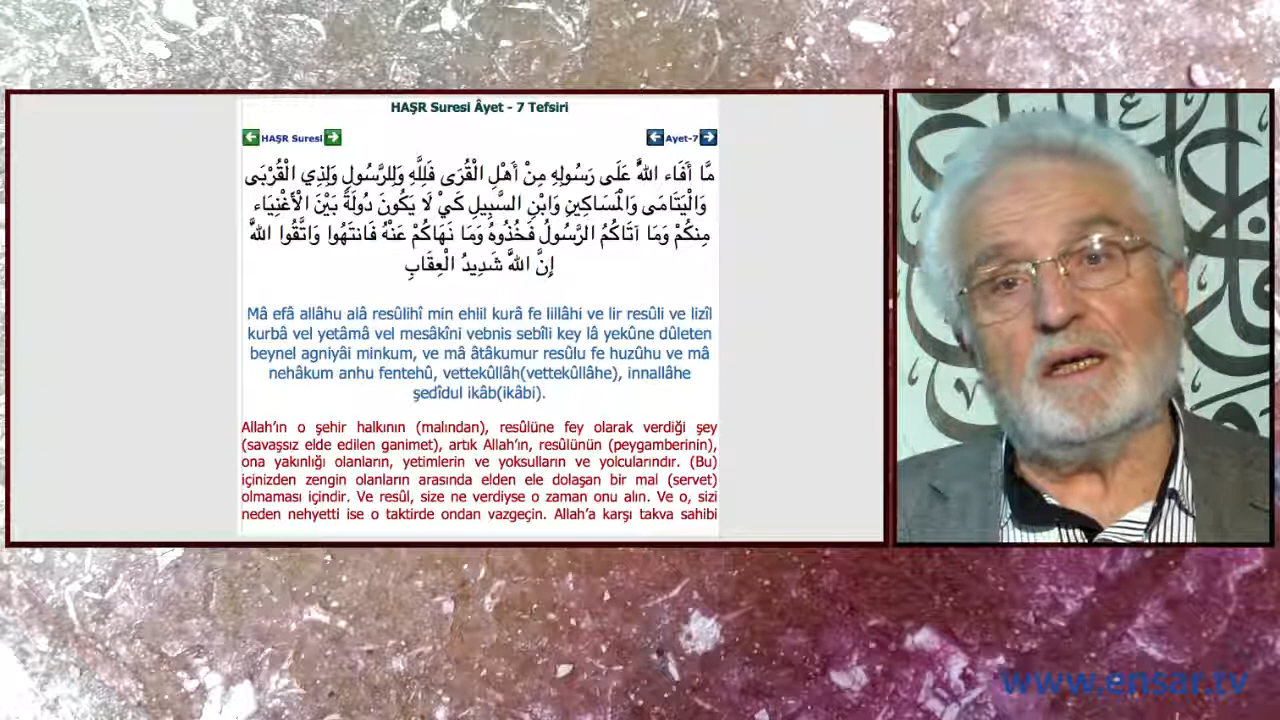 HAŞR Suresi Âyet - 7 Tefsiri
HAŞR Suresi
Ayet-7
مَّا أَفَاء اللَّهُ عَلَى رَسُولِهِ مِنْ أَهْلِ الْقُرَى فَلِلَّهِ وَلِلرَّسُولِ وَلِذِي الْقُرْبَى
وَالْيَتَامَى وَالْمَسَاكِينِ وَابْنِ السَّبِيلِ كَيْ لَا يَكُونَ دُولَةً بَيْنَ الْأَغْنِيَاء
مِنكُمْ وَمَا آتَاكُمُ الرَّسُولُ فَخُذُوهُ وَمَا نَهَاكُمْ عَنْهُ فَانتَهُوا وَاتَّقُوا اللَّهَ
إِنَّ اللَّهَ شَدِيدُ الْعِقَابِ
Mâ efâ allâhu alâ resûlihî min ehlil kurâ fe lillâhi ve lir resûli ve lizîl
kurbâ vel yetâmâ vel mesâkîni vebnis sebîli key lâ yekûne dûleten
beynel agniyâi minkum, ve mâ âtâkumur resûlu fe huzûhu ve mâ
nehâkum anhu fentehû, vettekûllâh(vettekûllâhe), innallâhe
şedîdul ikâb(ikâbi).
Allah’ın o şehir halkının (malından), resûlüne fey olarak verdiği şey
(savaşsız elde edilen ganimet), artık Allah’ın, resûlünün (peygamberinin),
ona yakınlığı olanların, yetimlerin ve yoksulların ve yolcularındır. (Bu)
içinizden zengin olanların arasında elden ele dolaşan bir mal (servet)
olmaması içindir. Ve resûl, size ne verdiyse o zaman onu alın. Ve o, sizi
neden nehyetti ise o taktirde ondan vazgeçin. Allah’a karşı takva sahibi
www.ensar.tv